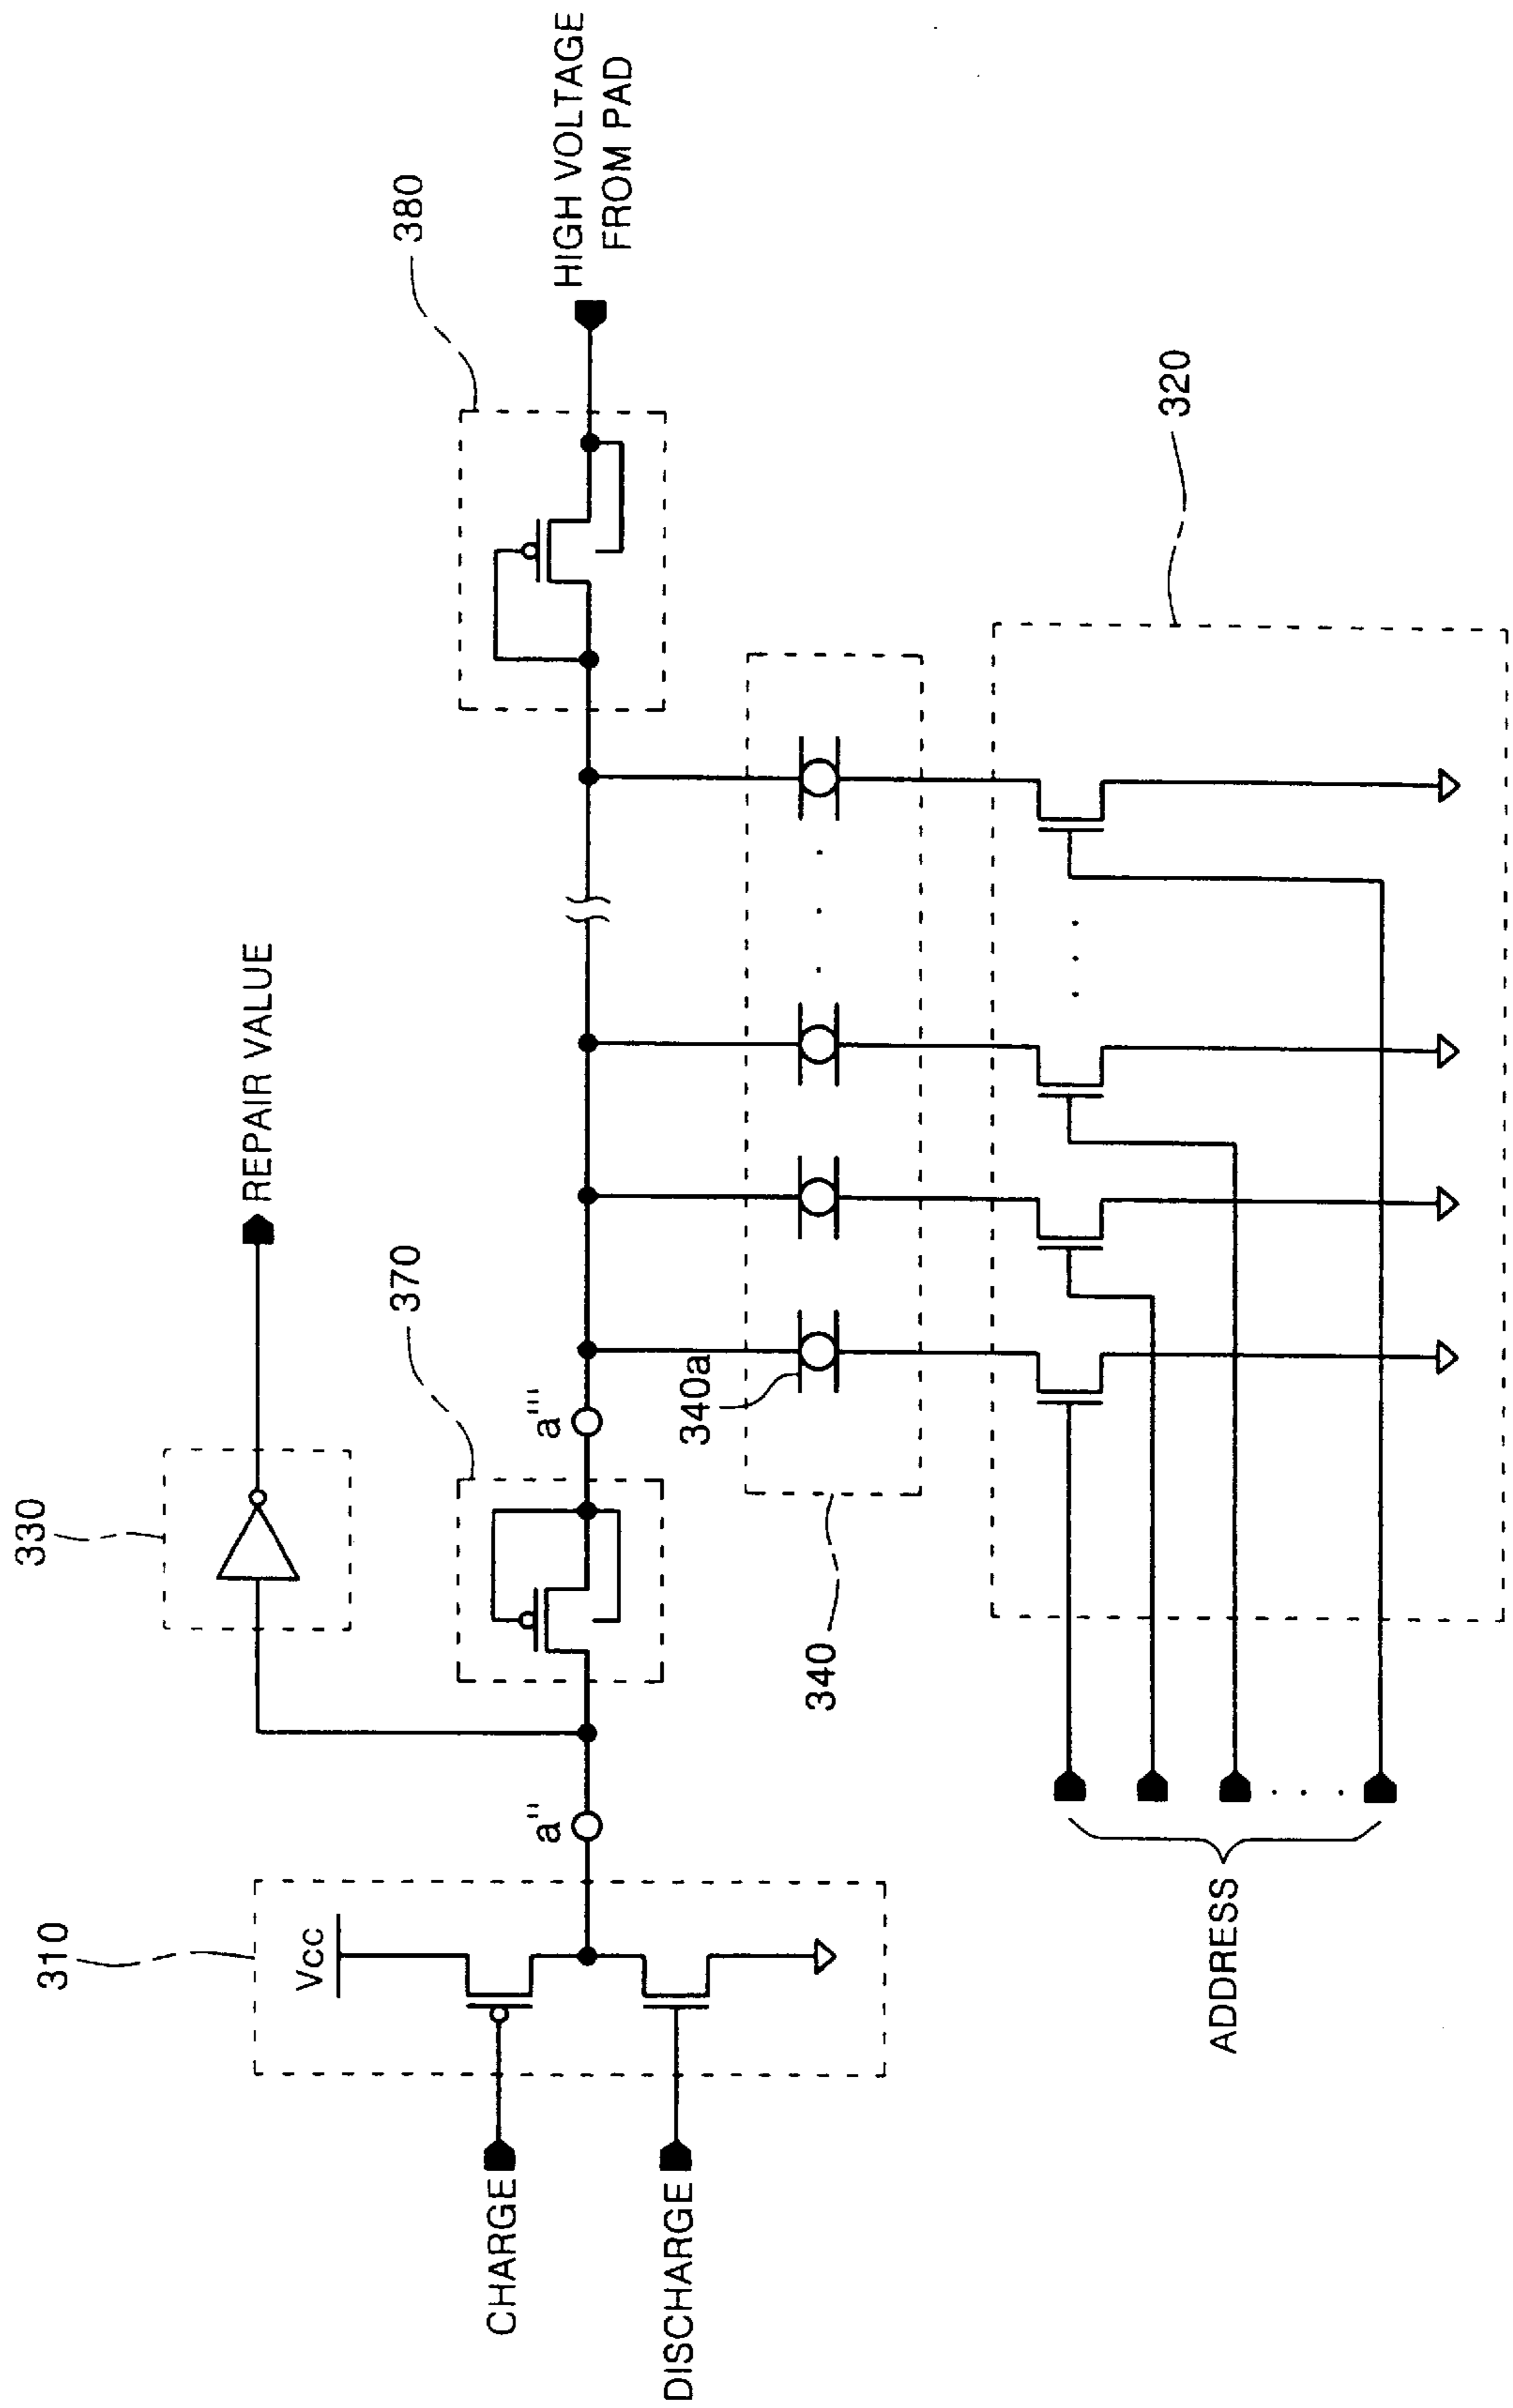 330
REPAIR VALUE
310
370
380
Vcc
CHARGE
a''
a'''
HIGH VOLTAGE
FROM PAD
DISCHARGE
340a
340
320
ADDRESS